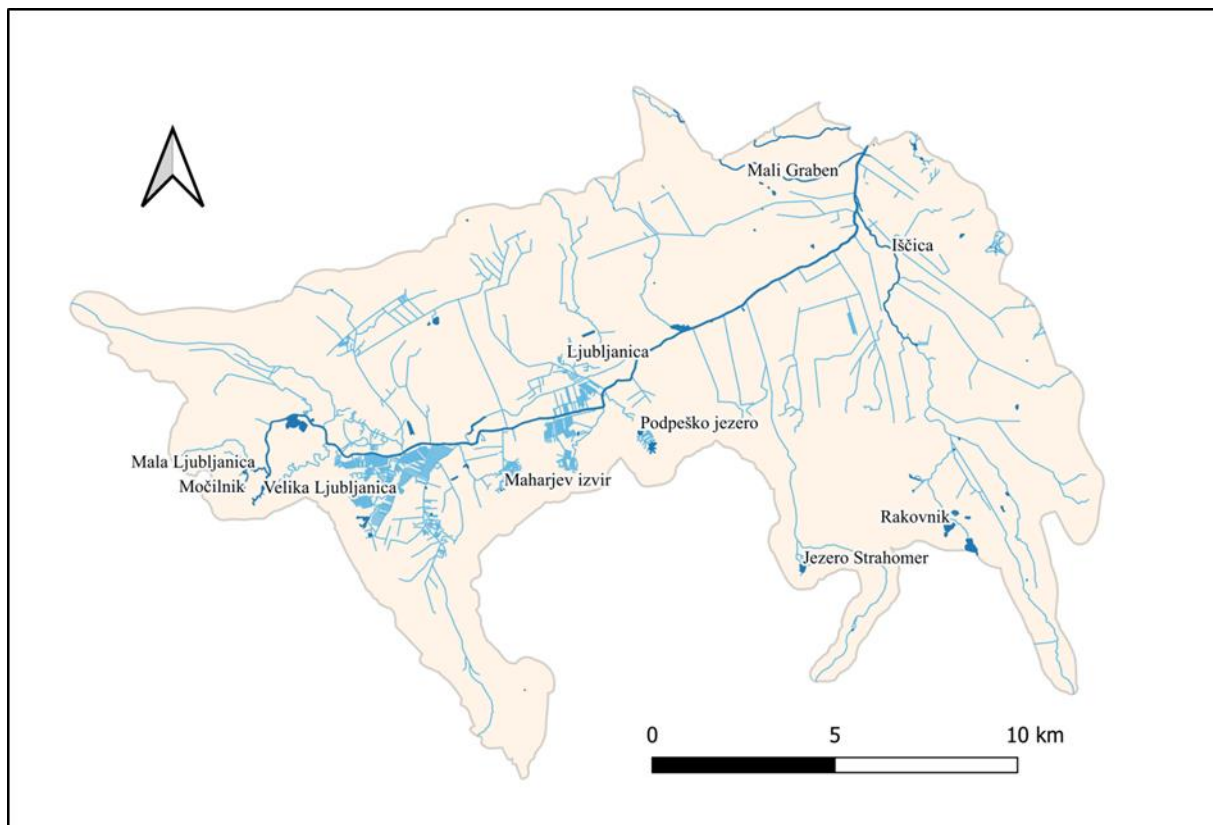 Mali Graben
Iščica
Ljubljanica
Podpeško jezero
Mala Ljubljanica
Močilnik
Velika Ljubljanica
Maharjev izvir
Rakovnik
Jezero Strahomer
0 5 10 km